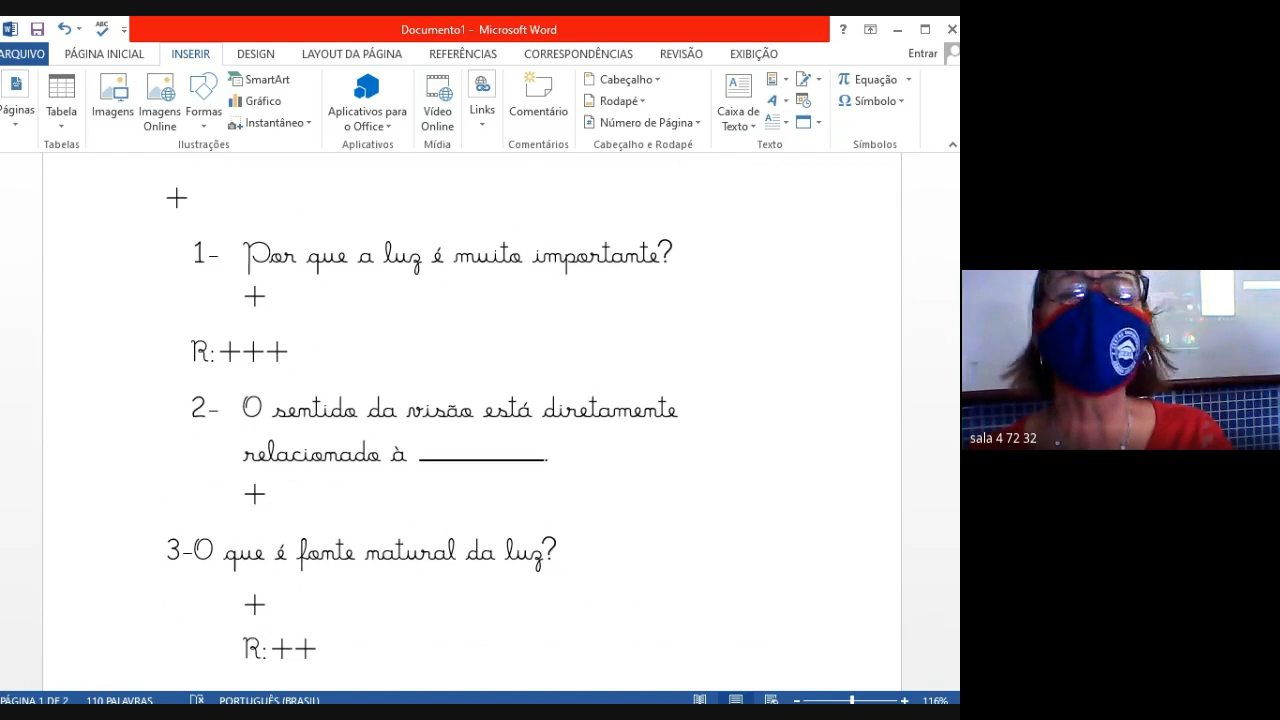 Documento1 - Microsoft Word
?
ARQUIVO PÁGINA INICIAL INSERIR DESIGN LAYOUT DA PÁGINA REFERÊNCIAS CORRESPONDÊNCIAS REVISÃO EXIBIÇÃO Entrar
Páginas
Tabela
Tabelas
Imagens
Imagens Online
Formas
SmartArt
Gráfico
Instantâneo
Ilustrações
Aplicativos para o Office
Aplicativos
Vídeo Online
Mídia
Links
Comentário
Comentários
Cabeçalho
Rodapé
Número de Página
Cabeçalho e Rodapé
Caixa de Texto
Texto
π Equação
Ω Símbolo
Símbolos
+
1- Por que a luz é muito importante?
+
R:+++
2- O sentido da visão está diretamente
relacionado à __________.
+
3-O que é fonte natural da luz?
+
R:++
sala 4 72 32
PÁGINA 1 DE 2 110 PALAVRAS PORTUGUÊS (BRASIL) 116%